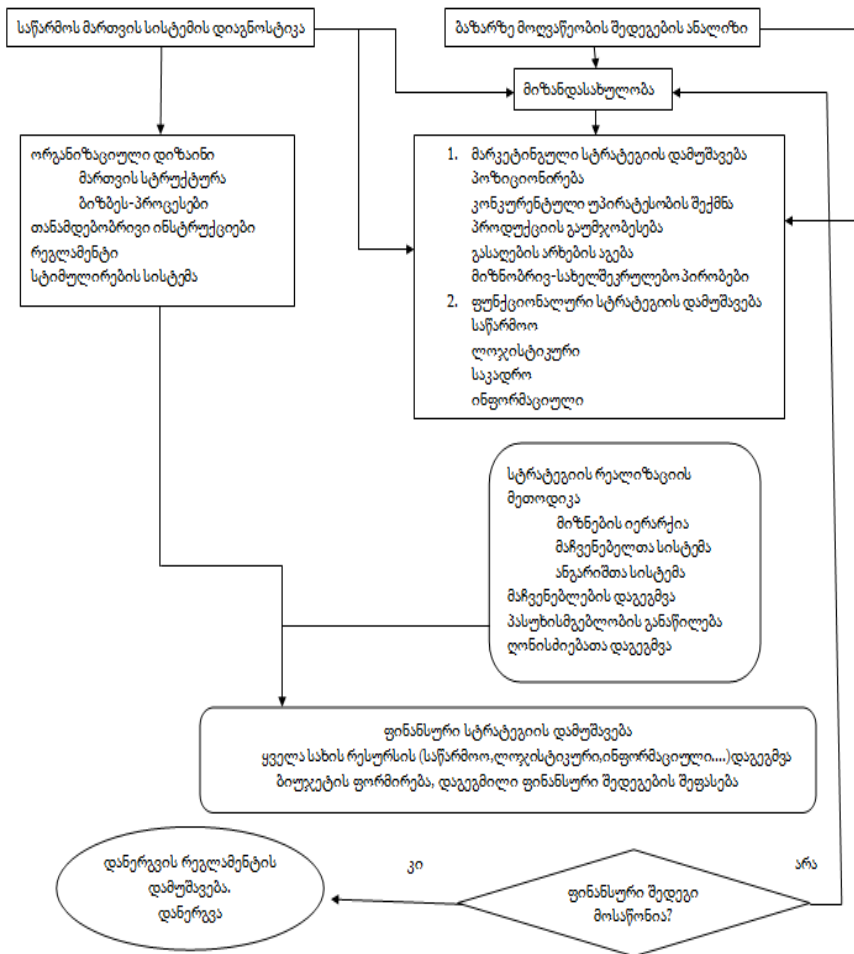 საწარმოს მართვის სისტემის დიაგნოსტიკა
ბაზარზე მოღვაწეობის შედეგების ანალიზი
მიზანდასახულობა
ორგანიზაციული დიზაინი
მართვის სტრუქტურა
ბიზბეს-პროცესები
თანამდებობრივი ინსტრუქციები
რეგლამენტი
სტიმულირების სისტემა
1. მარკეტინგული სტრატეგიის დამუშავება
პოზიციონირება
კონკურენტული უპირატესობის შექმნა
პროდუქციის გაუმჯობესება
გასაღების არხების აგება
მიზნობრივ-სახელშეკრულებო პირობები
2. ფუნქციონალური სტრატეგიის დამუშავება
საწარმოო
ლოჯისტიკური
საკადრო
ინფორმაციული
სტრატეგიის რეალიზაციის
მეთოდიკა
მიზნების იერარქია
მაჩვენებელთა სისტემა
ანგარიშთა სისტემა
მაჩვენებლების დაგეგმვა
პასუხისმგებლობის განაწილება
ღონისძიებათა დაგეგმვა
ფინანსური სტრატეგიის დამუშავება
ყველა სახის რესურსის (საწარმოო,ლოჯისტიკური,ინფორმაციული....)დაგეგმვა
ბიუჯეტის ფორმირება, დაგეგმილი ფინანსური შედეგების შეფასება
დანერგვის რეგლამენტის
დამუშავება.
დანერგვა
კი
ფინანსური შედეგი
მოსაწონია?
არა